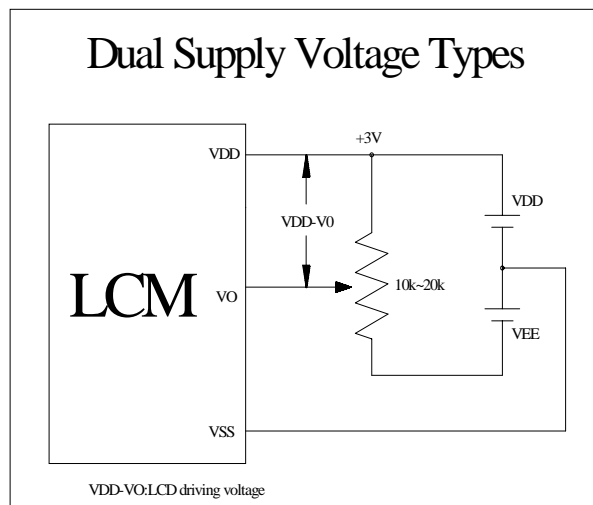 Dual Supply Voltage Types
+3V
VDD
VDD
VDD-V0
LCM
VO
10k~20k
VEE
VSS
VDD-VO:LCD driving voltage